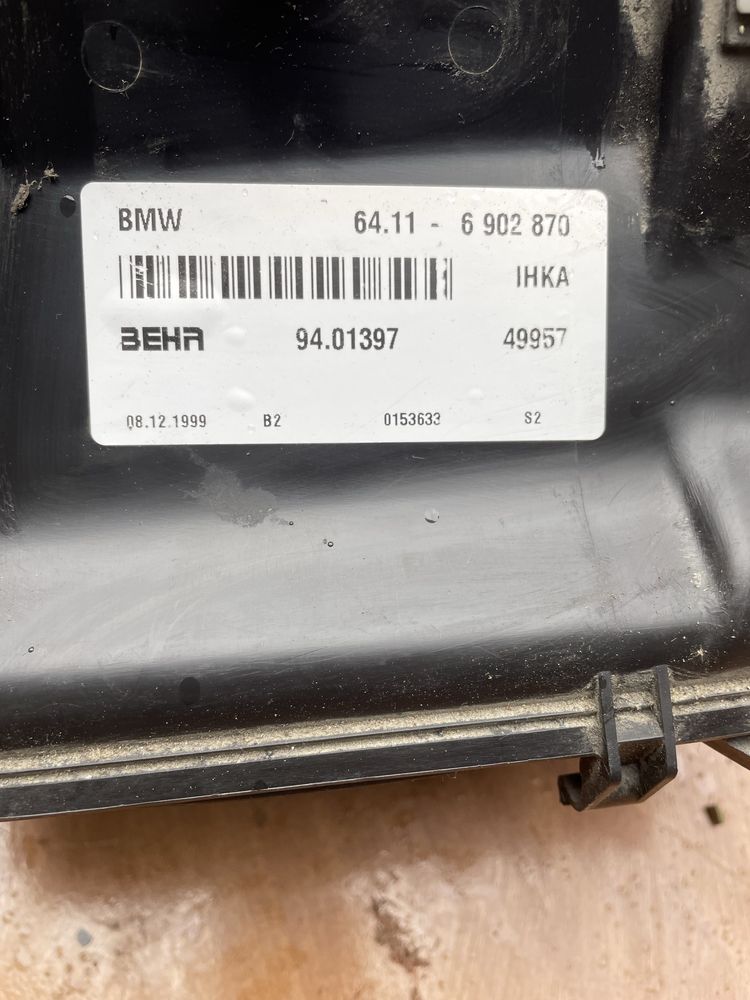 BMW 64.11 - 6 902 870
IHKA
BEHR 94.01397 49957
08.12.1999 B2 0153633 S2